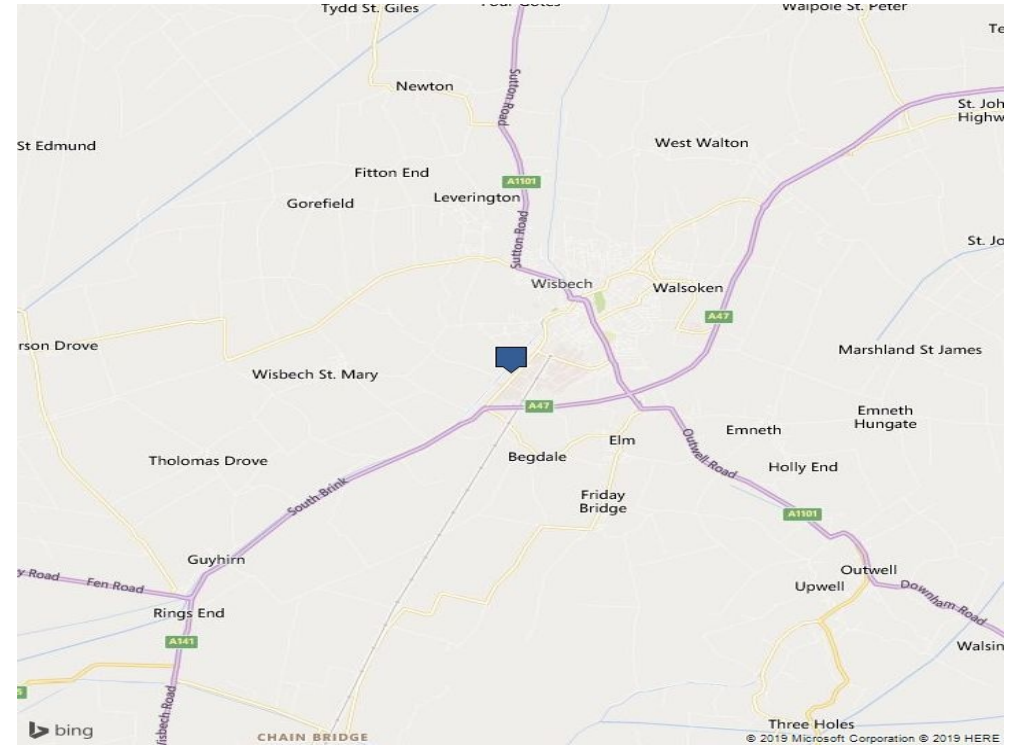 Tydd St. Giles
Four Gotes
Walpole St. Peter
Te
Newton
Sutton Road
St. Joh
Highw
St Edmund
West Walton
Fitton End
A1101
Leverington
Gorefield
Sutton Road
St. Jo
Wisbech
Walsoken
A47
rson Drove
Marshland St James
Wisbech St. Mary
A47
Emneth
Hungate
Emneth
Elm
Outwell Road
Begdale
Tholomas Drove
Holly End
South Brink
Friday
Bridge
A1101
Guyhirn
y Road
Fen Road
Outwell
Upwell
Downham Road
Rings End
A141
Walsin
Wisbech Road
Three Holes
bing
CHAIN BRIDGE
© 2019 Microsoft Corporation © 2019 HERE